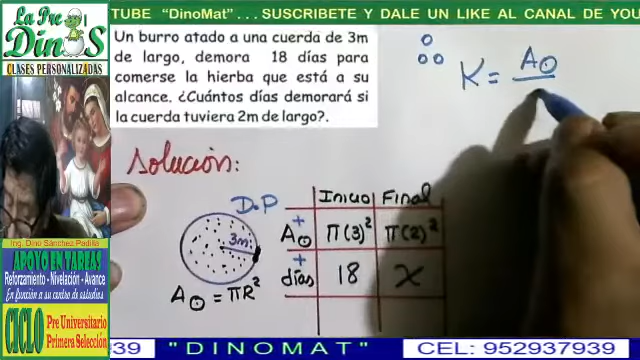 La Pre
DinOS
CLASES PERSONALIZADAS
TUBE "DinoMat"... SUSCRIBETE Y DALE UN LIKE AL CANAL DE YOU
Un burro atado a una cuerda de 3m
de largo, demora 18 días para
comerse la hierba que está a su
alcance. ¿Cuántos días demorará si
la cuerda tuviera 2m de largo?.
K = A⊙
Solución:
D.P
Inicio Final
+
A⊙ π(3)² π(2)²
+
días 18 x
3m
A⊙ = πR²
Ing. Dino Sánchez Padilla
APOYO EN TAREAS
Reforzamiento - Nivelación - Avance
En función a su centro de estudios
CICLO Pre Universitario
Primera Selección
39 "DINOMAT" CEL: 952937939